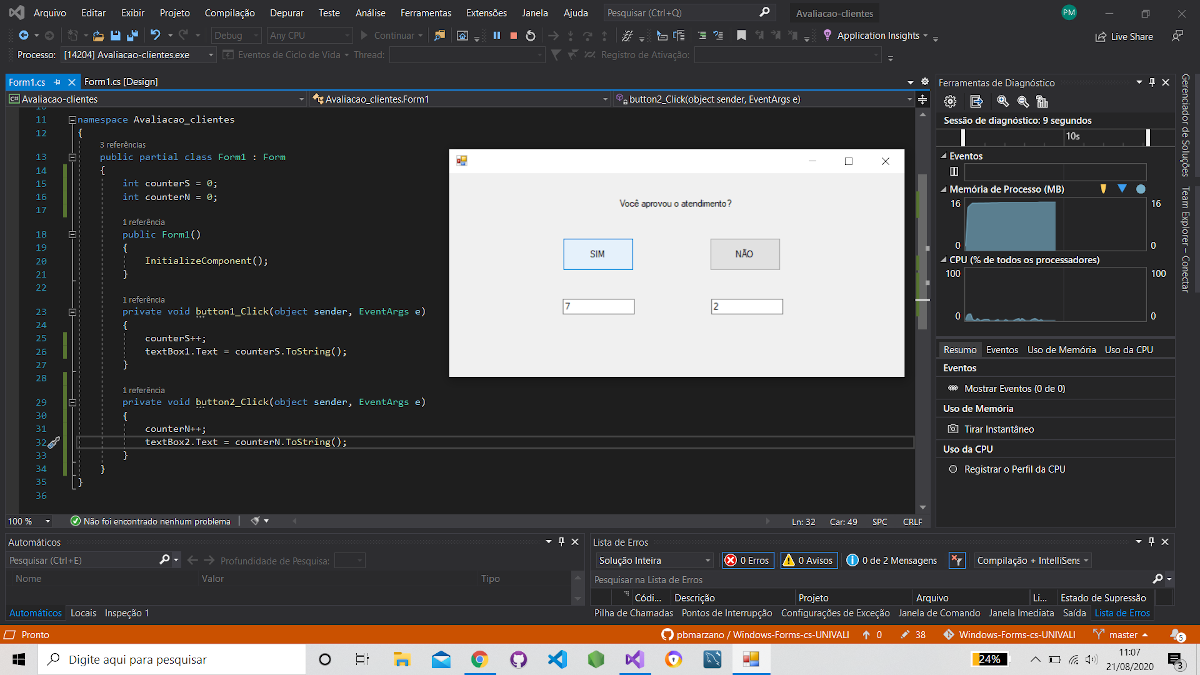 Arquivo Editar Exibir Projeto Compilação Depurar Teste Análise Ferramentas Extensões Janela Ajuda Pesquisar (Ctrl+Q) Avaliacao-clientes PM
Debug Any CPU Continuar Application Insights Live Share
Processo: [14204] Avaliacao-clientes.exe Eventos de Ciclo de Vida Thread: Registro de Ativação:
Form1.cs Form1.cs [Design]
Avaliacao-clientes Avaliacao_clientes.Form1 button2_Click(object sender, EventArgs e)
11 namespace Avaliacao_clientes
12 {
3 referências
13 public partial class Form1 : Form
14 {
15 int counterS = 0;
16 int counterN = 0;
17
1 referência
18 public Form1()
19 {
20 InitializeComponent();
21 }
22
1 referência
23 private void button1_Click(object sender, EventArgs e)
24 {
25 counterS++;
26 textBox1.Text = counterS.ToString();
27 }
28
1 referência
29 private void button2_Click(object sender, EventArgs e)
30 {
31 counterN++;
32 textBox2.Text = counterN.ToString();
33 }
34 }
35 }
36
Você aprovou o atendimento?
SIM NÃO
7 2
100 % Não foi encontrado nenhum problema Ln: 32 Car: 49 SPC CRLF
Ferramentas de Diagnóstico
Sessão de diagnóstico: 9 segundos
10s
Eventos
Memória de Processo (MB)
16 16
0 0
CPU (% de todos os processadores)
100 100
0 0
Resumo Eventos Uso de Memória Uso da CPU
Eventos
Mostrar Eventos (0 de 0)
Uso de Memória
Tirar Instantâneo
Uso da CPU
Registrar o Perfil da CPU
Gerenciador de Soluções
Team Explorer – Conectar
Automáticos
Pesquisar (Ctrl+E) Profundidade de Pesquisa:
Nome Valor Tipo
Automáticos Locais Inspeção 1
Lista de Erros
Solução Inteira 0 Erros 0 Avisos 0 de 2 Mensagens Compilação + IntelliSens
Pesquisar na Lista de Erros
Códi... Descrição Projeto Arquivo Li... Estado de Supressão
Pilha de Chamadas Pontos de Interrupção Configurações de Exceção Janela de Comando Janela Imediata Saída Lista de Erros
Pronto pbmarzano / Windows-Forms-cs-UNIVALI 0 38 Windows-Forms-cs-UNIVALI master 5
Digite aqui para pesquisar 24% 11:07
21/08/2020 3